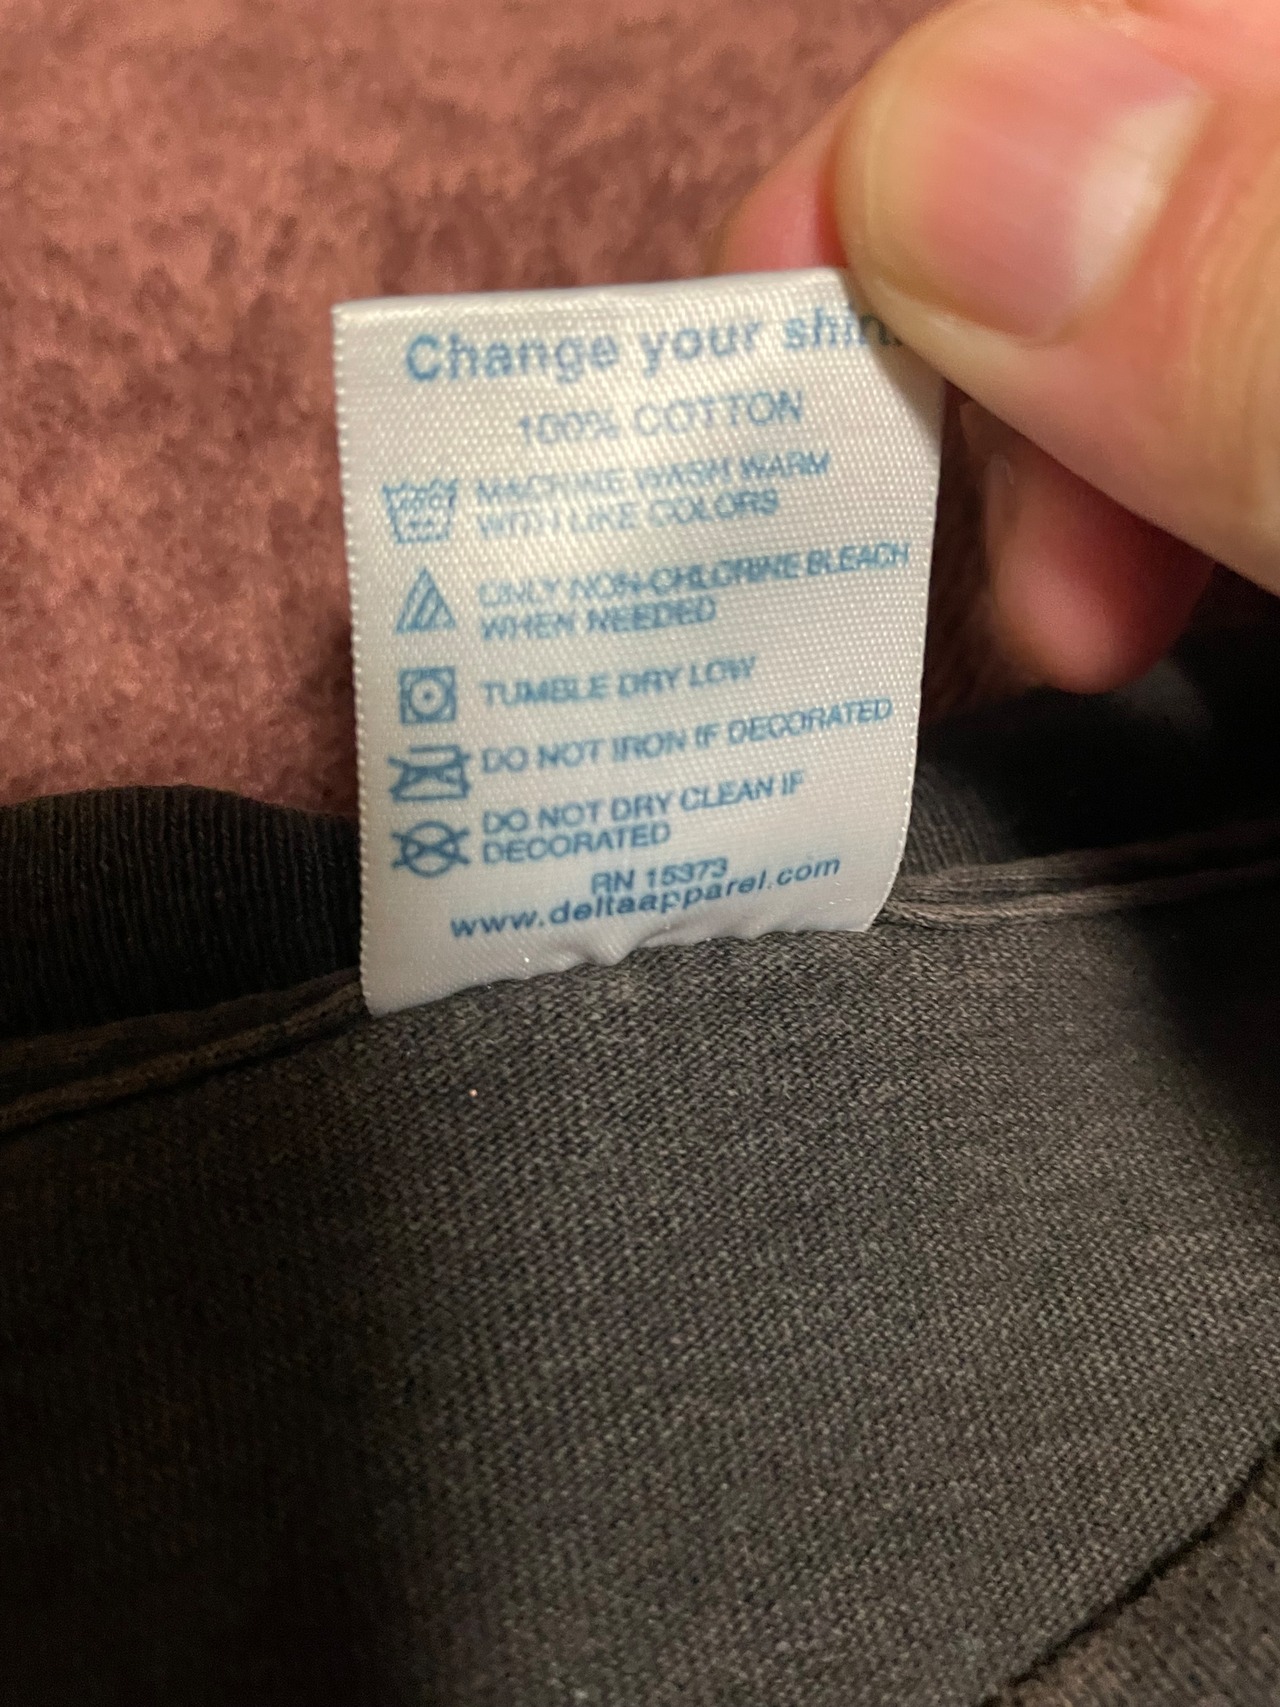 Change your shirt.
100% COTTON
MACHINE WASH WARM
WITH LIKE COLORS
ONLY NON-CHLORINE BLEACH
WHEN NEEDED
TUMBLE DRY LOW
DO NOT IRON IF DECORATED
DO NOT DRY CLEAN IF
DECORATED
RN 15373
www.deltaapparel.com